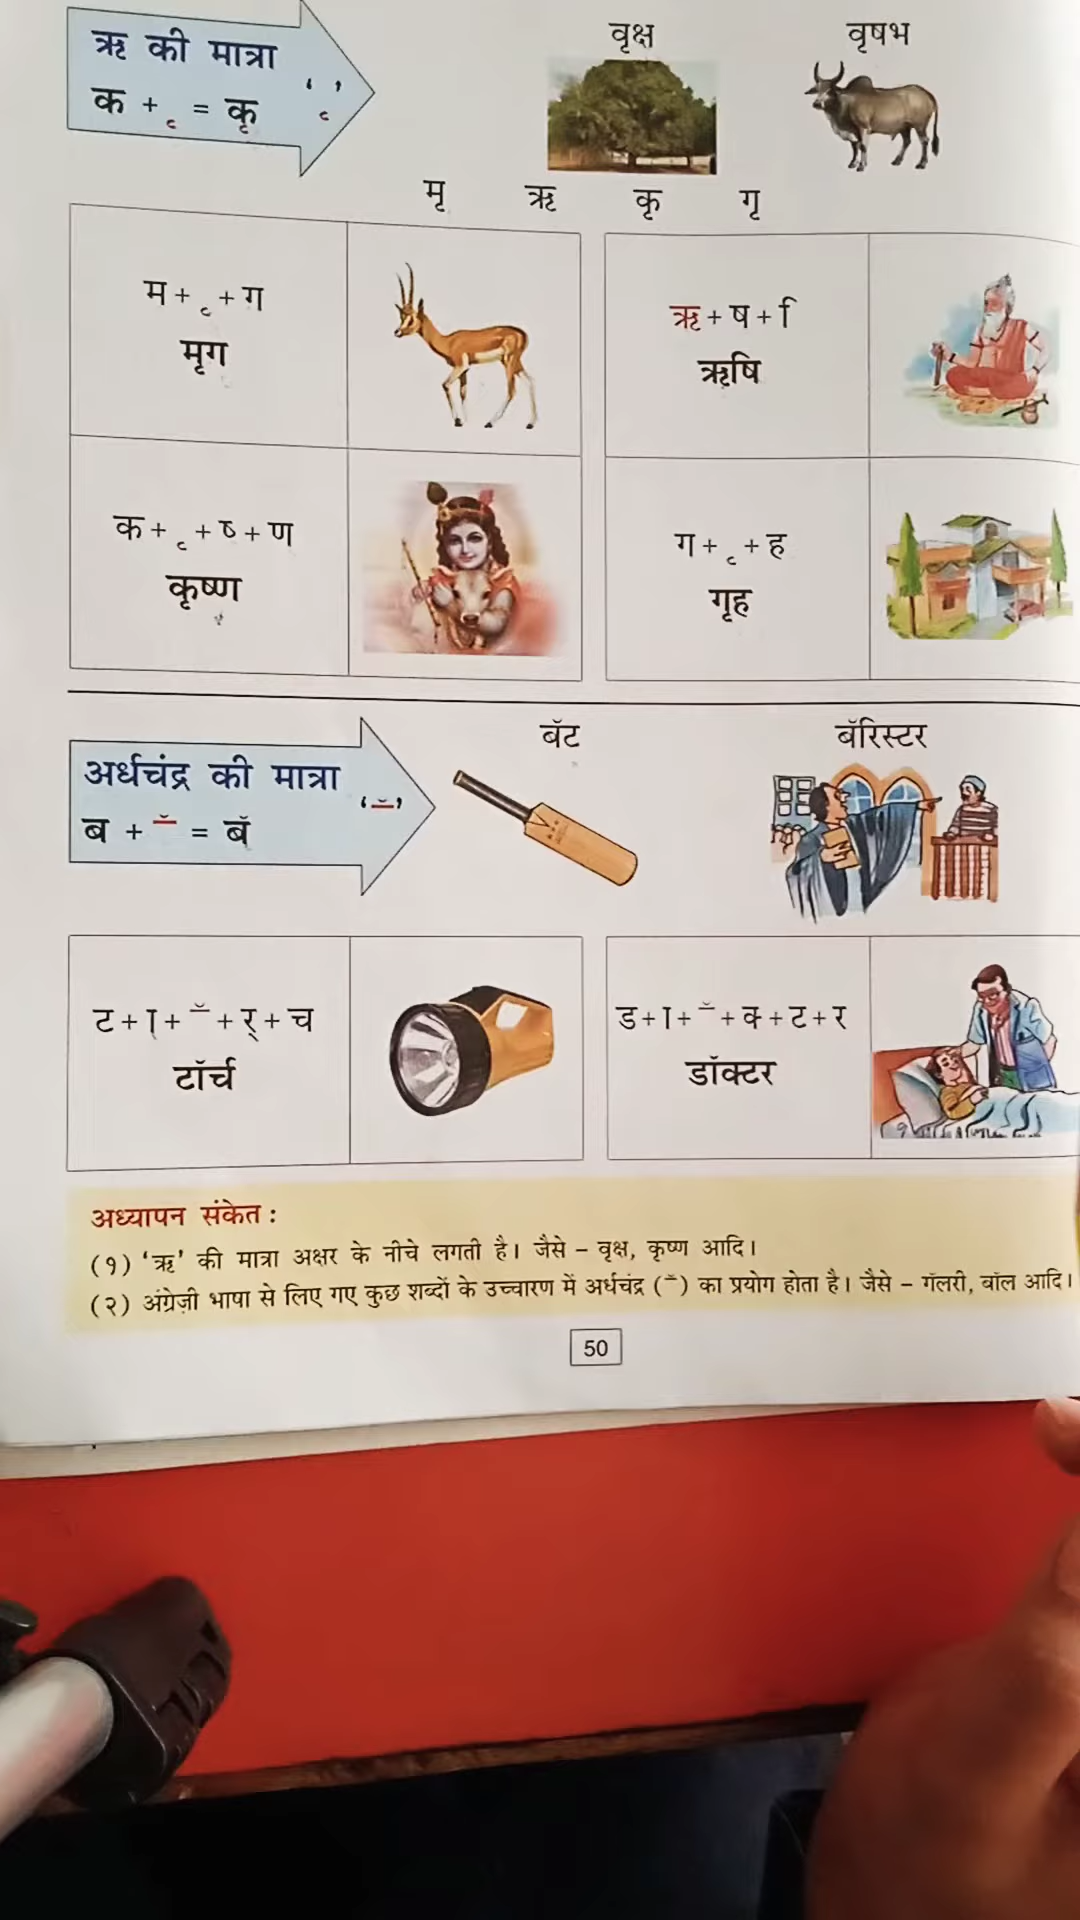 ऋ की मात्रा
क + ृ = कृ ‘ ृ ’
वृक्ष वृषभ
मृ ऋ कृ गृ
म + ृ + ग
मृग
ऋ + ष + ि
ऋषि
क + ृ + ष् + ण
कृष्ण
ग + ृ + ह
गृह
बॅट बॅरिस्टर
अर्धचंद्र की मात्रा ‘ ॅ ’
ब + ॅ = बॅ
ट + ा + ॅ + र् + च
टॉर्च
ड + ा + ॅ + क् + ट + र
डॉक्टर
अध्यापन संकेत :
(१) ‘ऋ’ की मात्रा अक्षर के नीचे लगती है। जैसे – वृक्ष, कृष्ण आदि।
(२) अंग्रेज़ी भाषा से लिए गए कुछ शब्दों के उच्चारण में अर्धचंद्र (ॅ) का प्रयोग होता है। जैसे – गॅलरी, बॉल आदि।
50